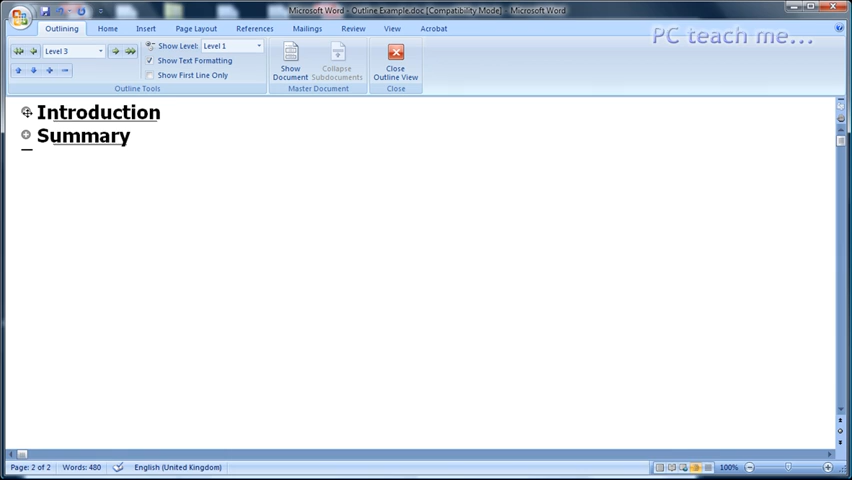 Microsoft Word - Outline Example.doc [Compatibility Mode] - Microsoft Word
PC teach me...
Outlining Home Insert Page Layout References Mailings Review View Acrobat
Level 3
Show Level: Level 1
Show Text Formatting
Show First Line Only
Show Document
Collapse Subdocuments
Close Outline View
Outline Tools Master Document Close
Introduction
Summary
Page: 2 of 2 Words: 480 English (United Kingdom) 100%